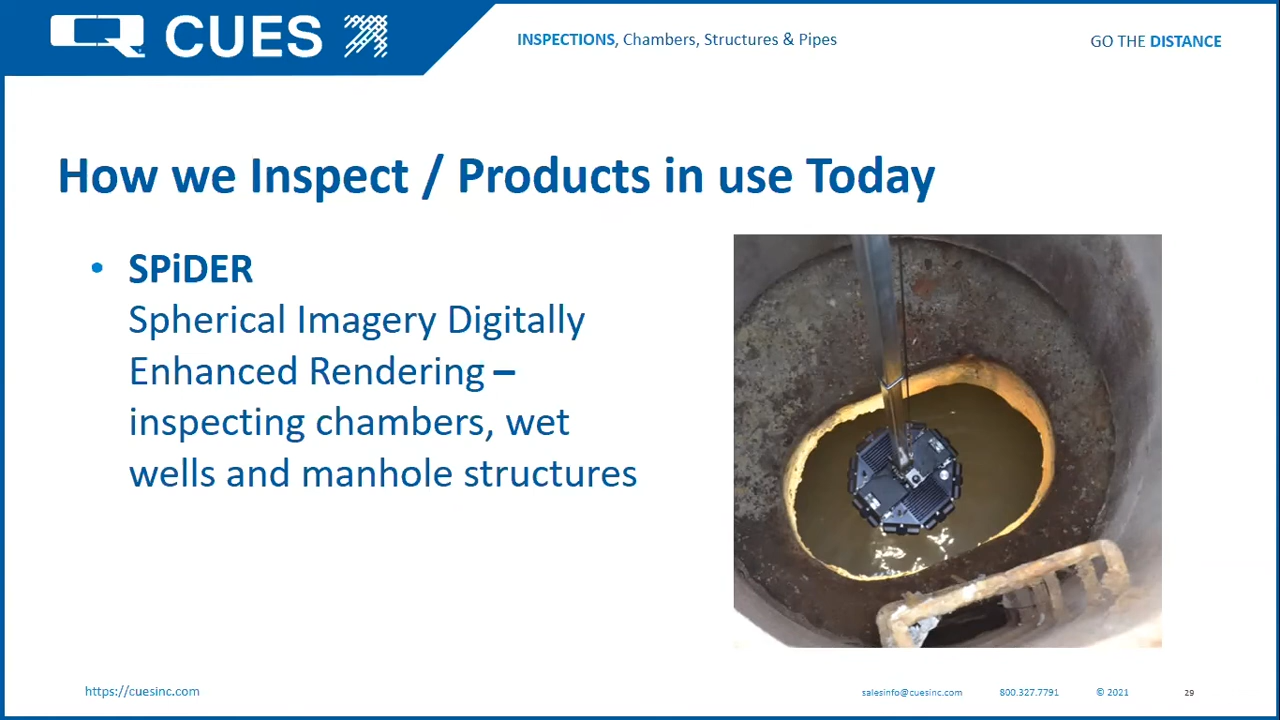 CUES
INSPECTIONS, Chambers, Structures & Pipes
GO THE DISTANCE
How we Inspect / Products in use Today
• SPiDER
Spherical Imagery Digitally
Enhanced Rendering –
inspecting chambers, wet
wells and manhole structures
https://cuesinc.com
salesinfo@cuesinc.com
800.327.7791
© 2021
29